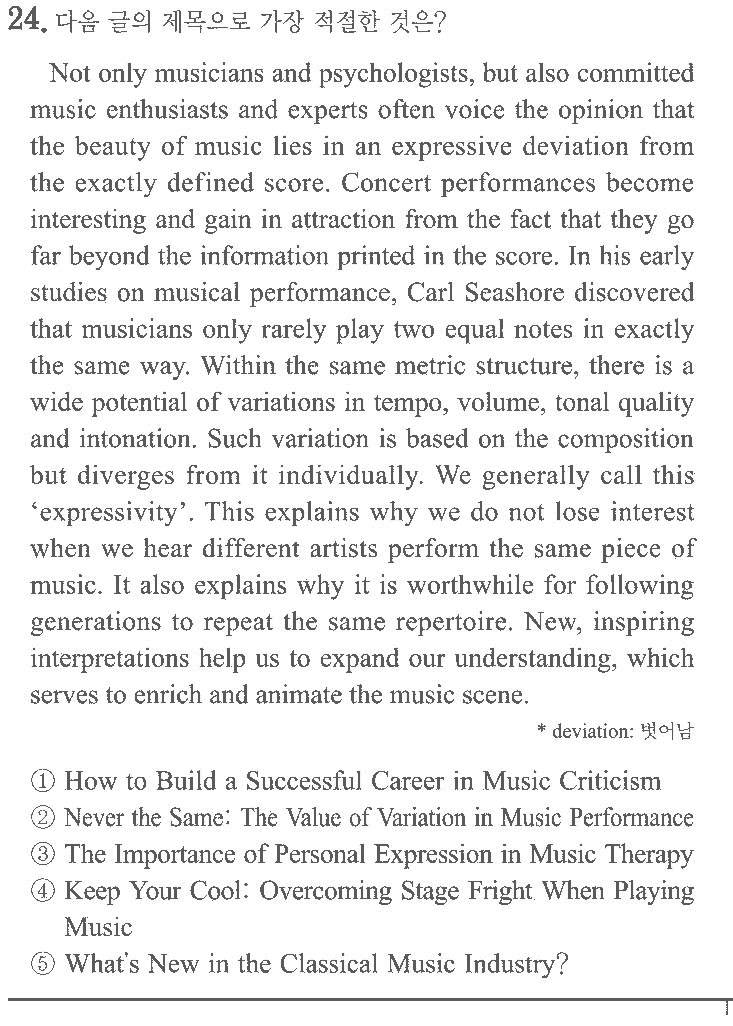 24. 다음 글의 제목으로 가장 적절한 것은?
Not only musicians and psychologists, but also committed
music enthusiasts and experts often voice the opinion that
the beauty of music lies in an expressive deviation from
the exactly defined score. Concert performances become
interesting and gain in attraction from the fact that they go
far beyond the information printed in the score. In his early
studies on musical performance, Carl Seashore discovered
that musicians only rarely play two equal notes in exactly
the same way. Within the same metric structure, there is a
wide potential of variations in tempo, volume, tonal quality
and intonation. Such variation is based on the composition
but diverges from it individually. We generally call this
‘expressivity’. This explains why we do not lose interest
when we hear different artists perform the same piece of
music. It also explains why it is worthwhile for following
generations to repeat the same repertoire. New, inspiring
interpretations help us to expand our understanding, which
serves to enrich and animate the music scene.
* deviation: 벗어남
① How to Build a Successful Career in Music Criticism
② Never the Same: The Value of Variation in Music Performance
③ The Importance of Personal Expression in Music Therapy
④ Keep Your Cool: Overcoming Stage Fright When Playing
Music
⑤ What's New in the Classical Music Industry?